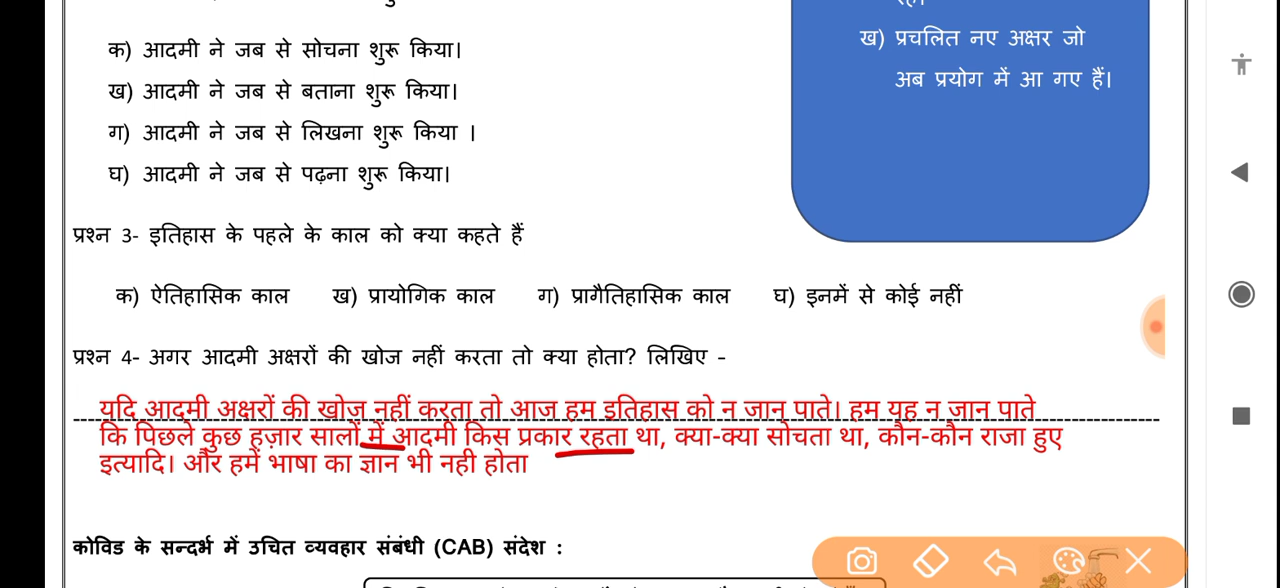 क) आदमी ने जब से सोचना शुरू किया।
ख) आदमी ने जब से बताना शुरू किया।
ग) आदमी ने जब से लिखना शुरू किया ।
घ) आदमी ने जब से पढ़ना शुरू किया।
ख) प्रचलित नए अक्षर जो
अब प्रयोग में आ गए हैं।
प्रश्न 3- इतिहास के पहले के काल को क्या कहते हैं
क) ऐतिहासिक काल ख) प्रायोगिक काल ग) प्रागैतिहासिक काल घ) इनमें से कोई नहीं
प्रश्न 4- अगर आदमी अक्षरों की खोज नहीं करता तो क्या होता? लिखिए -
यदि आदमी अक्षरों की खोज नहीं करता तो आज हम इतिहास को न जान पाते। हम यह न जान पाते
कि पिछले कुछ हज़ार सालों में आदमी किस प्रकार रहता था, क्या-क्या सोचता था, कौन-कौन राजा हुए
इत्यादि। और हमें भाषा का ज्ञान भी नही होता
कोविड के सन्दर्भ में उचित व्यवहार संबंधी (CAB) संदेश :